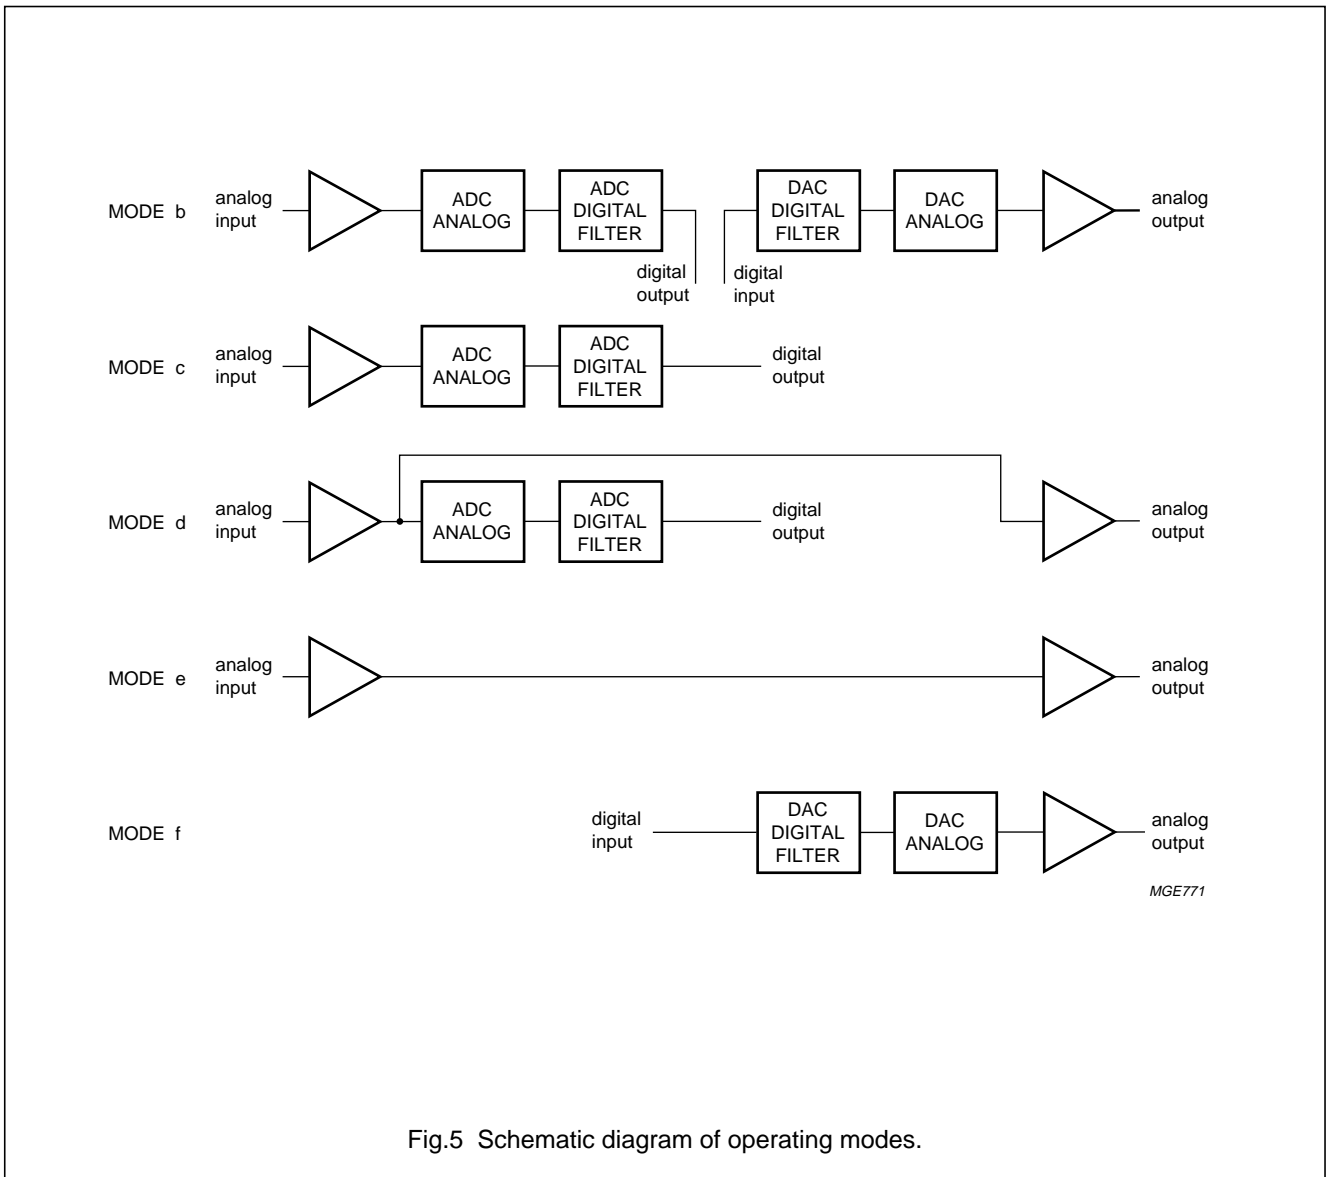 MODE b
analog
input
ADC
ANALOG
ADC
DIGITAL
FILTER
digital
output
digital
input
DAC
DIGITAL
FILTER
DAC
ANALOG
analog
output
MODE c
analog
input
ADC
ANALOG
ADC
DIGITAL
FILTER
digital
output
MODE d
analog
input
ADC
ANALOG
ADC
DIGITAL
FILTER
digital
output
analog
output
MODE e
analog
input
analog
output
MODE f
digital
input
DAC
DIGITAL
FILTER
DAC
ANALOG
analog
output
MGE771
Fig.5 Schematic diagram of operating modes.